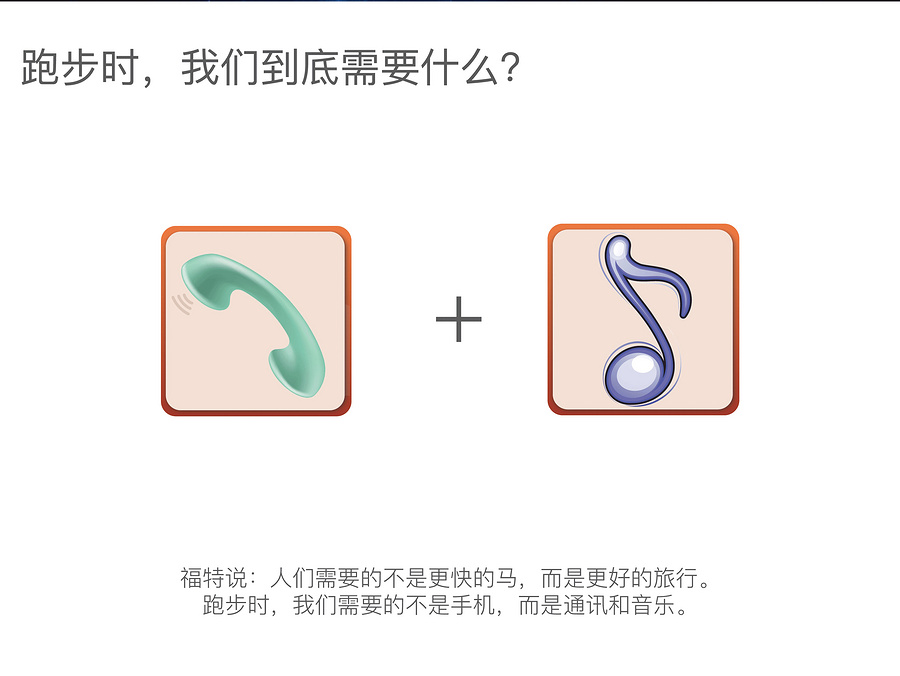 跑步时，我们到底需要什么？
+
福特说：人们需要的不是更快的马，而是更好的旅行。
跑步时，我们需要的不是手机，而是通讯和音乐。